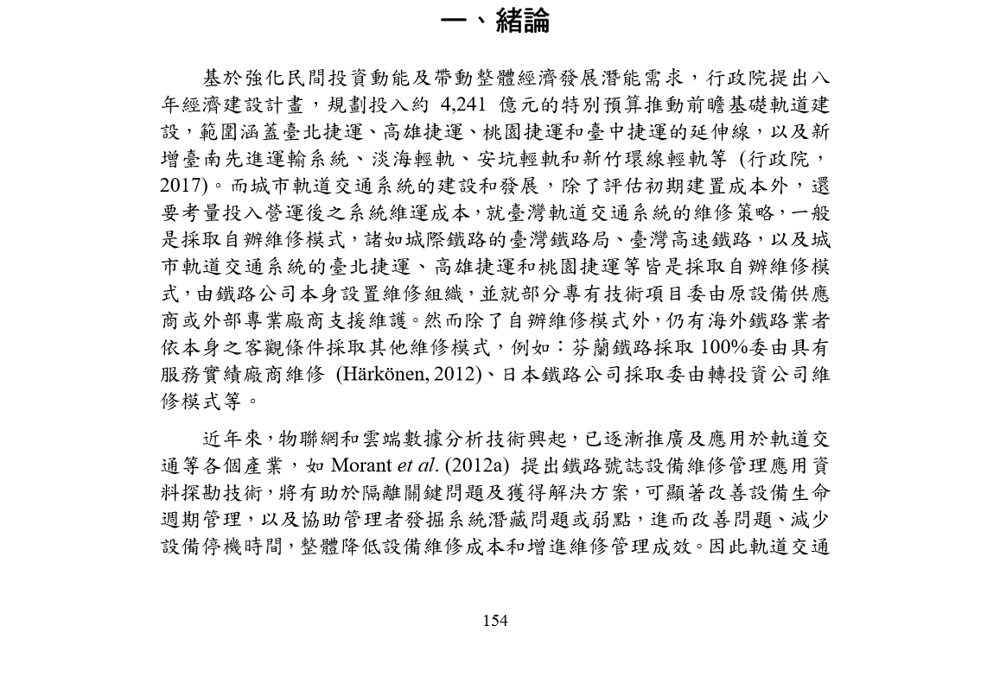 一、緒論
基於強化民間投資動能及帶動整體經濟發展潛能需求，行政院提出八
年經濟建設計畫，規劃投入約 4,241 億元的特別預算推動前瞻基礎軌道建
設，範圍涵蓋臺北捷運、高雄捷運、桃園捷運和臺中捷運的延伸線，以及新
增臺南先進運輸系統、淡海輕軌、安坑輕軌和新竹環線輕軌等 (行政院，
2017)。而城市軌道交通系統的建設和發展，除了評估初期建置成本外，還
要考量投入營運後之系統維運成本，就臺灣軌道交通系統的維修策略，一般
是採取自辦維修模式，諸如城際鐵路的臺灣鐵路局、臺灣高速鐵路，以及城
市軌道交通系統的臺北捷運、高雄捷運和桃園捷運等皆是採取自辦維修模
式，由鐵路公司本身設置維修組織，並就部分專有技術項目委由原設備供應
商或外部專業廠商支援維護。然而除了自辦維修模式外，仍有海外鐵路業者
依本身之客觀條件採取其他維修模式，例如：芬蘭鐵路採取 100%委由具有
服務實績廠商維修 (Härkönen, 2012)、日本鐵路公司採取委由轉投資公司維
修模式等。
近年來，物聯網和雲端數據分析技術興起，已逐漸推廣及應用於軌道交
通等各個產業，如 Morant et al. (2012a) 提出鐵路號誌設備維修管理應用資
料探勘技術，將有助於隔離關鍵問題及獲得解決方案，可顯著改善設備生命
週期管理，以及協助管理者發掘系統潛藏問題或弱點，進而改善問題、減少
設備停機時間，整體降低設備維修成本和增進維修管理成效。因此軌道交通
154